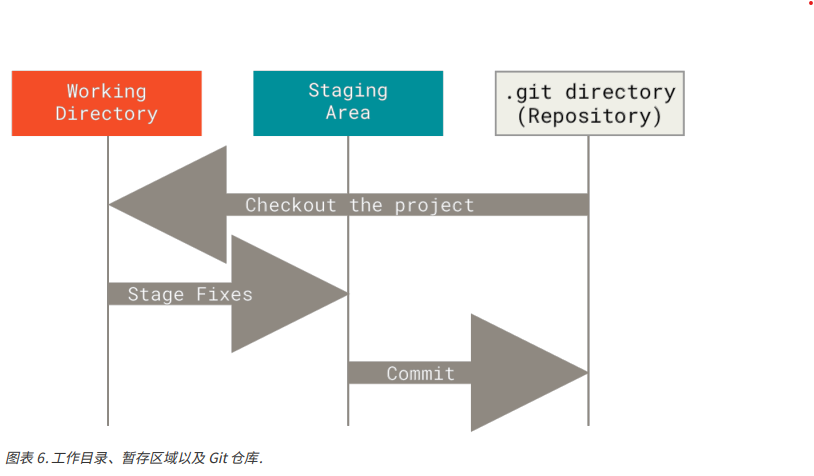 Working
Directory
Staging
Area
.git directory
(Repository)
Checkout the project
Stage Fixes
Commit
图表 6. 工作目录、暂存区域以及 Git 仓库.